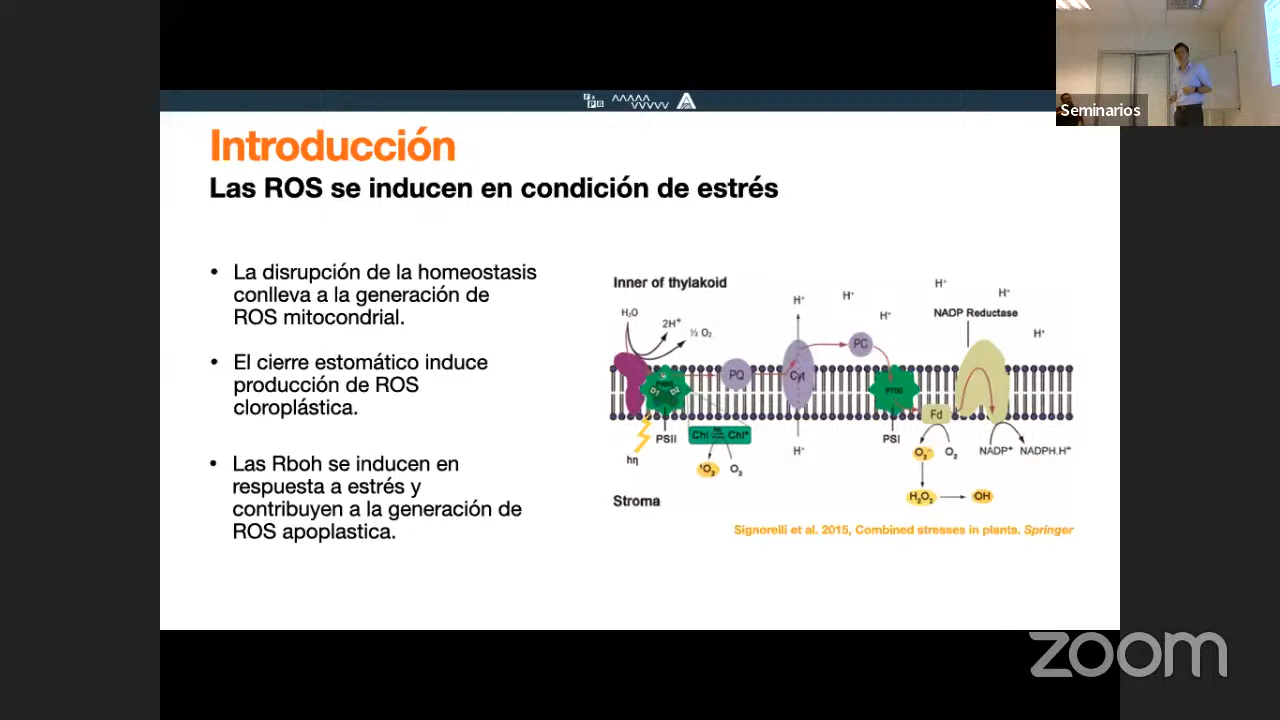 Seminarios
Introducción
Las ROS se inducen en condición de estrés
• La disrupción de la homeostasis
conlleva a la generación de
ROS mitocondrial.
• El cierre estomático induce
producción de ROS
cloroplástica.
• Las Rboh se inducen en
respuesta a estrés y
contribuyen a la generación de
ROS apoplastica.
Inner of thylakoid
H⁺ H⁺ H⁺ H⁺ H⁺ H⁺
H₂O
2H⁺
½ O₂
NADP Reductase
PQ
Cyt
PC
D1 D2
P700
Fd
PSII
Chl Chl*
hη
¹O₂ O₂
H⁺
PSI
O₂·⁻ O₂
NADP⁺ NADPH.H⁺
H₂O₂ OH
Stroma
Signorelli et al. 2015, Combined stresses in plants. Springer
zoom